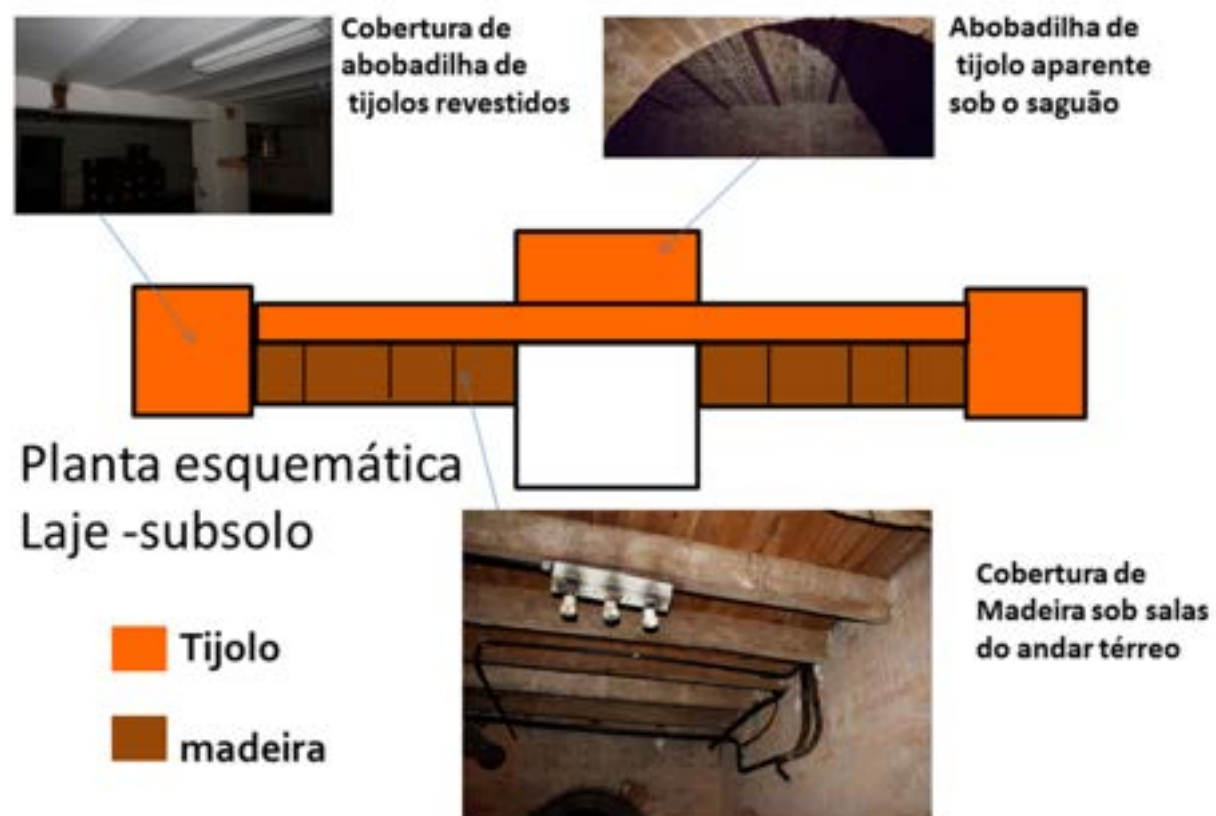 Cobertura de
abobadilha de
tijolos revestidos
Abobadilha de
tijolo aparente
sob o saguão
Planta esquemática
Laje -subsolo
Tijolo
madeira
Cobertura de
Madeira sob salas
do andar térreo